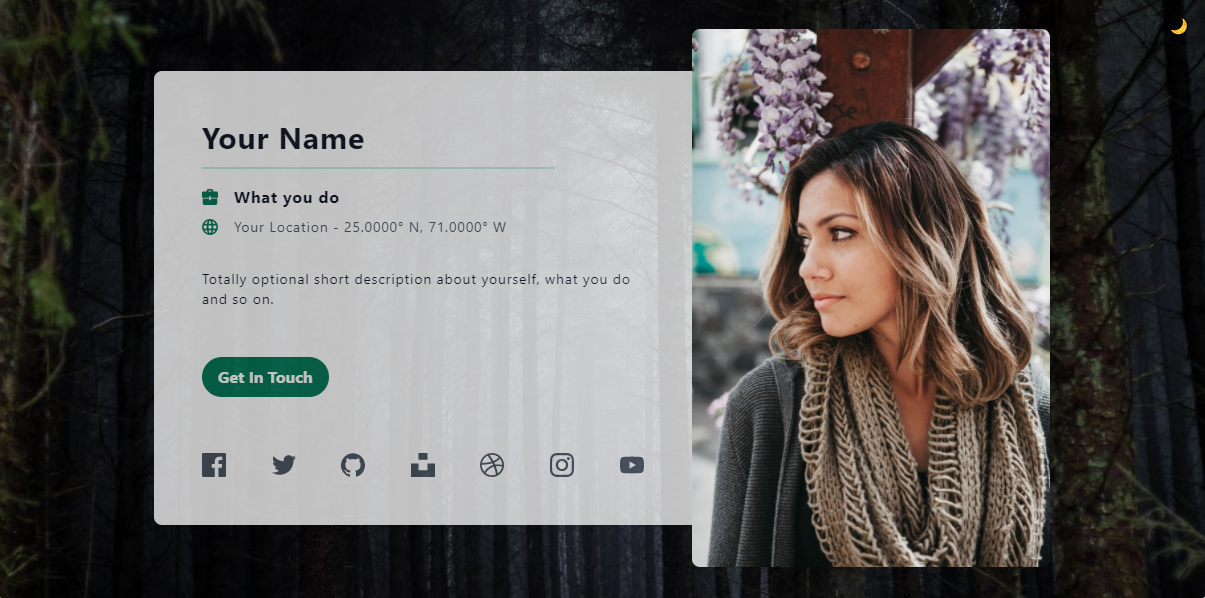 Your Name
What you do
Your Location - 25.0000° N, 71.0000° W
Totally optional short description about yourself, what you do
and so on.
Get In Touch